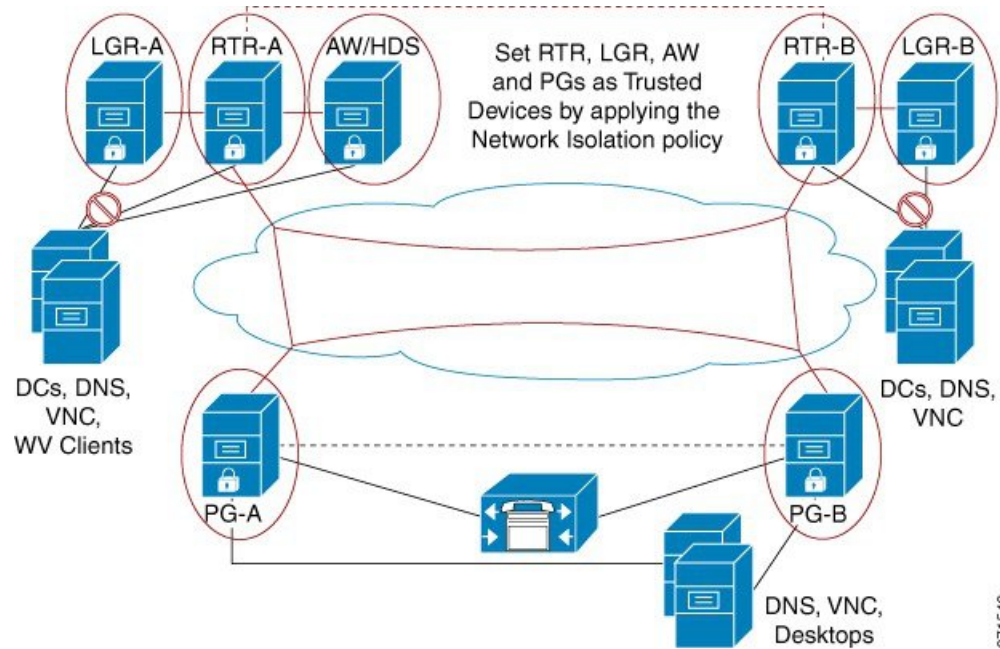 LGR-A
RTR-A
AW/HDS
Set RTR, LGR, AW
and PGs as Trusted
Devices by applying the
Network Isolation policy
RTR-B
LGR-B
DCs, DNS,
VNC,
WV Clients
DCs, DNS,
VNC
PG-A
PG-B
DNS, VNC,
Desktops